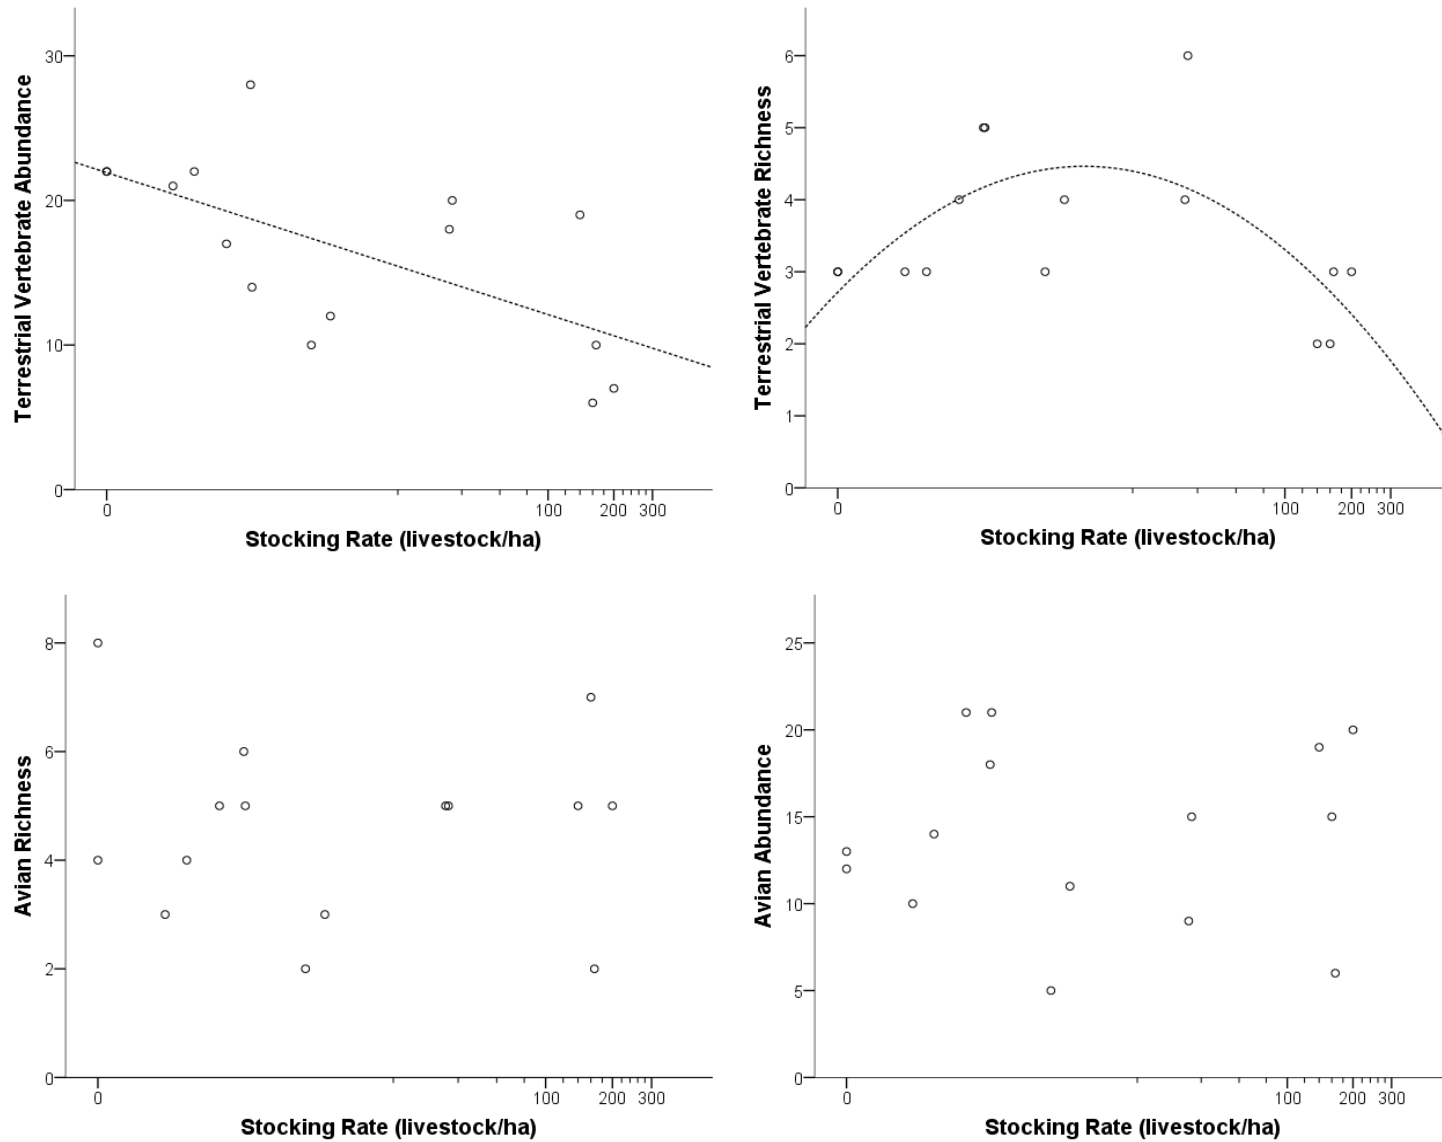 Terrestrial Vertebrate Abundance
30
20
10
0
0 100 200 300
Stocking Rate (livestock/ha)
Terrestrial Vertebrate Richness
6
5
4
3
2
1
0
0 100 200 300
Stocking Rate (livestock/ha)
Avian Richness
8
6
4
2
0
0 100 200 300
Stocking Rate (livestock/ha)
Avian Abundance
25
20
15
10
5
0
0 100 200 300
Stocking Rate (livestock/ha)